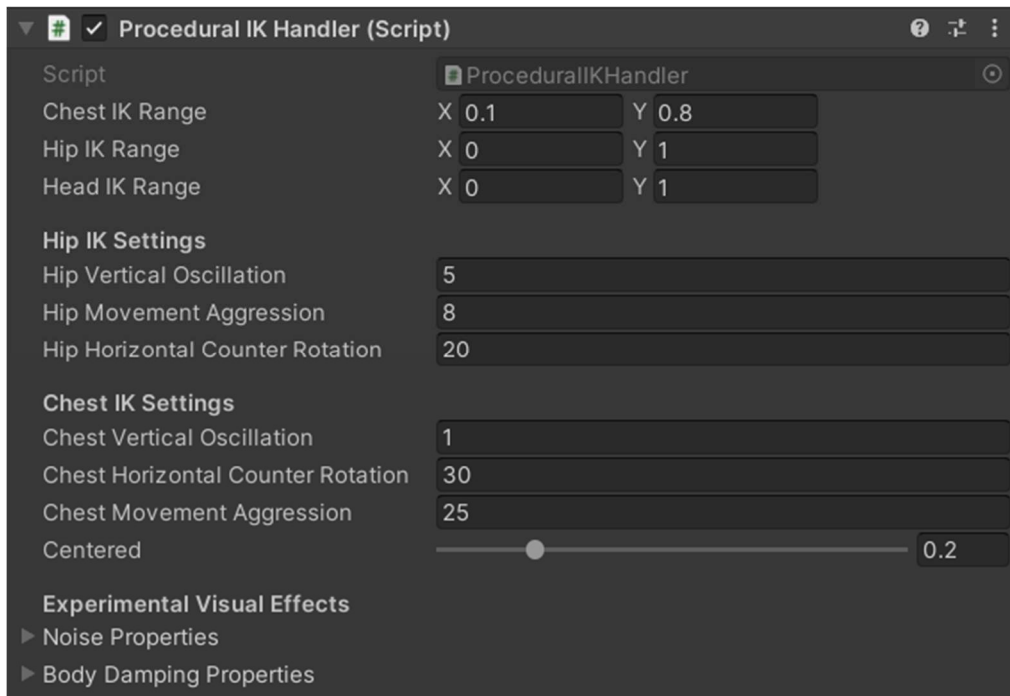 # Procedural IK Handler (Script)
Script # ProceduralIKHandler
Chest IK Range X 0.1 Y 0.8
Hip IK Range X 0 Y 1
Head IK Range X 0 Y 1
Hip IK Settings
Hip Vertical Oscillation 5
Hip Movement Aggression 8
Hip Horizontal Counter Rotation 20
Chest IK Settings
Chest Vertical Oscillation 1
Chest Horizontal Counter Rotation 30
Chest Movement Aggression 25
Centered 0.2
Experimental Visual Effects
Noise Properties
Body Damping Properties